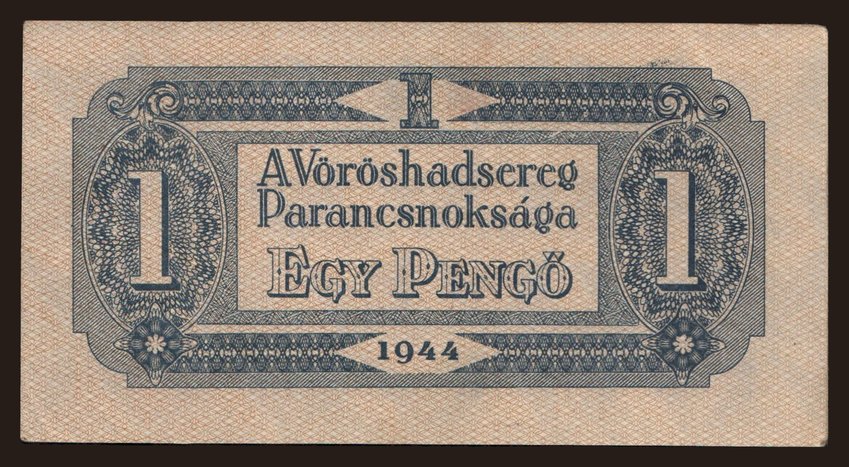 1
A Vöröshadsereg
Parancsnoksága
1 1
EGY PENGŐ
1944